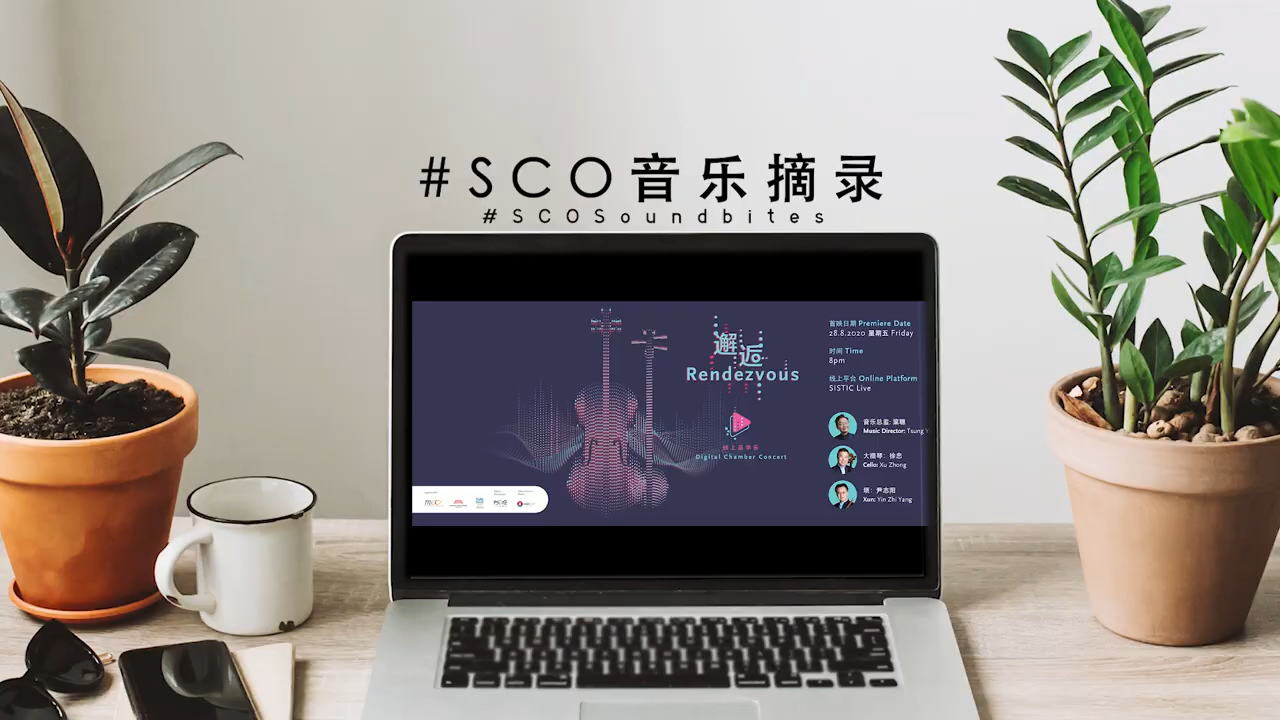 #SCO音乐摘录
#SCOSoundbites
邂逅
Rendezvous
线上音乐会
Digital Chamber Concert
首映日期 Premiere Date
28.8.2020 星期五 Friday
时间 Time
8pm
线上平台 Online Platform
SISTIC Live
音乐总监: 葉聰
Music Director: Tsung Y
大提琴: 徐忠
Cello: Xu Zhong
埙: 尹志阳
Xun: Yin Zhi Yang